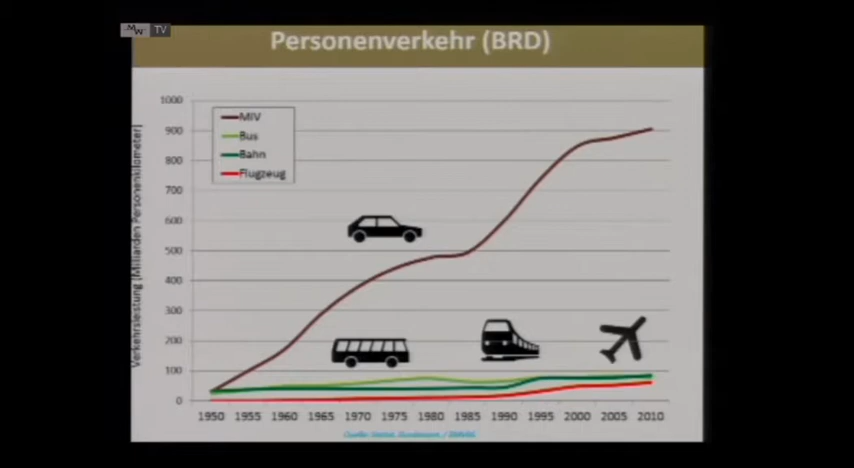 MW TV
Personenverkehr (BRD)
Verkehrsleistung [Milliarden Personenkilometer]
1000
900
800
700
600
500
400
300
200
100
0
MIV
Bus
Bahn
Flugzeug
1950 1955 1960 1965 1970 1975 1980 1985 1990 1995 2000 2005 2010
Quelle: